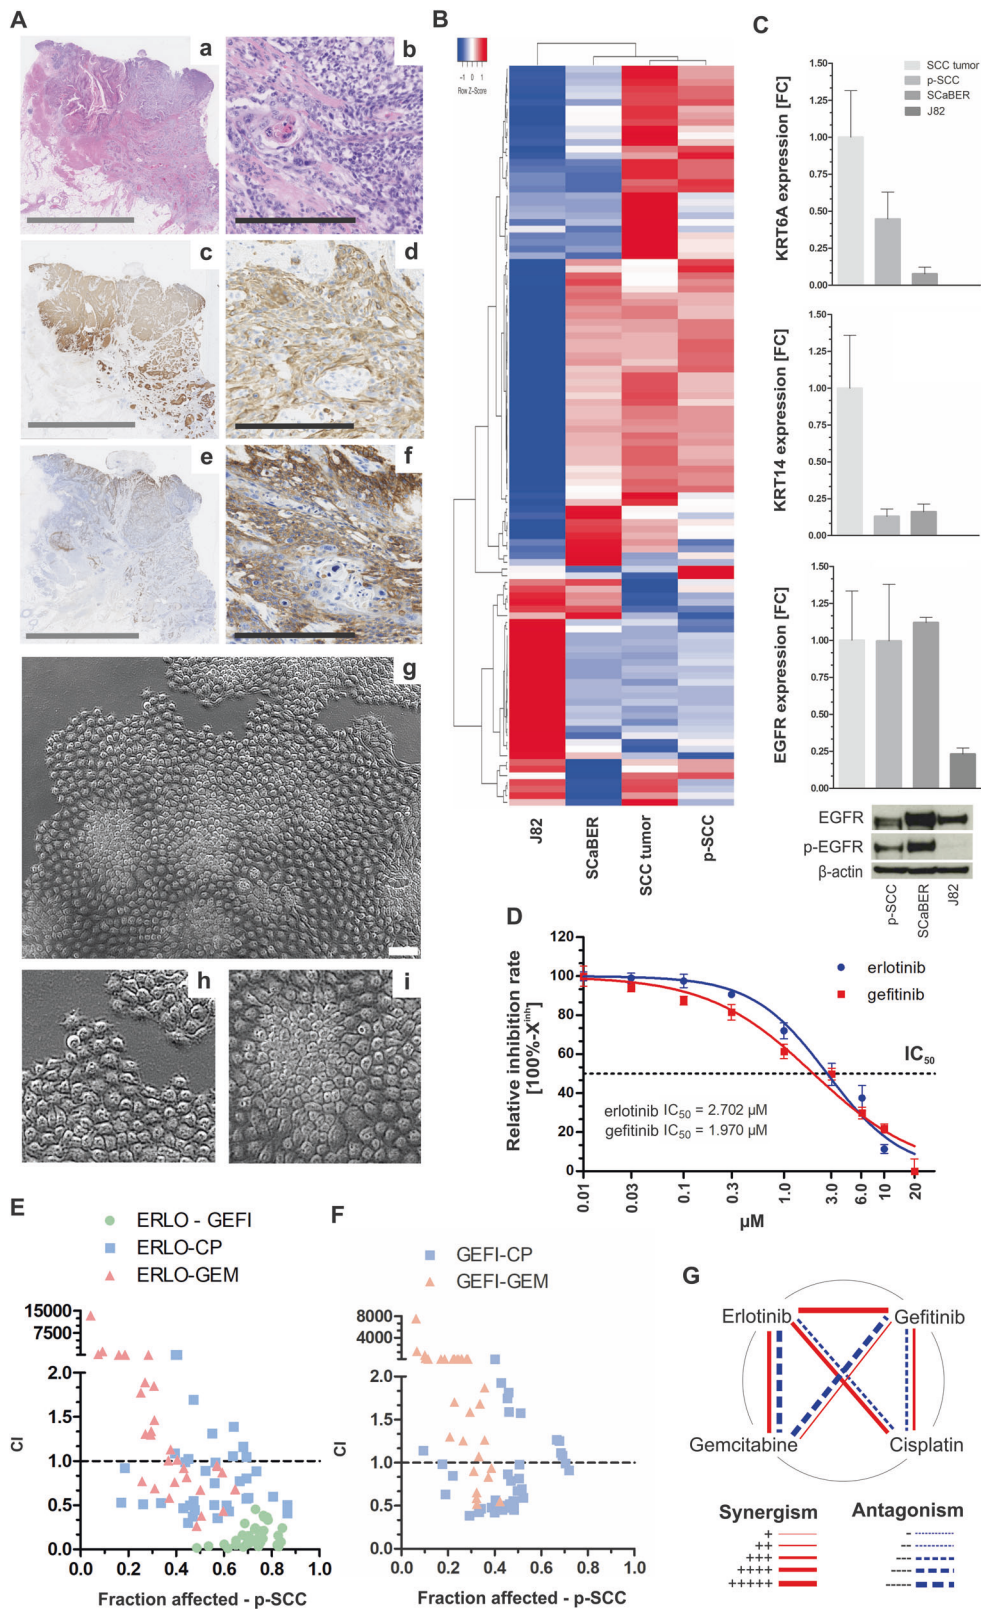 A
a
b
c
d
e
f
g
h
i
B
-1 0 1
Row Z-Score
J82
SCaBER
SCC tumor
p-SCC
C
SCC tumor
p-SCC
SCaBER
J82
KRT6A expression [FC]
1.50
1.25
1.00
0.75
0.50
0.25
0.00
KRT14 expression [FC]
1.50
1.25
1.00
0.75
0.50
0.25
0.00
EGFR expression [FC]
1.50
1.25
1.00
0.75
0.50
0.25
0.00
EGFR
p-EGFR
β-actin
p-SCC
SCaBER
J82
D
Relative inhibition rate
[100%-Xinh]
120
100
80
60
40
20
0
erlotinib
gefitinib
IC50
erlotinib IC50 = 2.702 µM
gefitinib IC50 = 1.970 µM
0.01 0.03 0.1 0.3 1.0 3.0 6.0 10 20
µM
E
ERLO - GEFI
ERLO-CP
ERLO-GEM
15000
7500
2.0
1.5
1.0
0.5
0.0
CI
0.0 0.2 0.4 0.6 0.8 1.0
Fraction affected - p-SCC
F
GEFI-CP
GEFI-GEM
8000
4000
2.0
1.5
1.0
0.5
0.0
CI
0.0 0.2 0.4 0.6 0.8 1.0
Fraction affected - p-SCC
G
Erlotinib
Gefitinib
Gemcitabine
Cisplatin
Synergism
+
++
+++
++++
+++++
Antagonism
-
--
---
----
-----